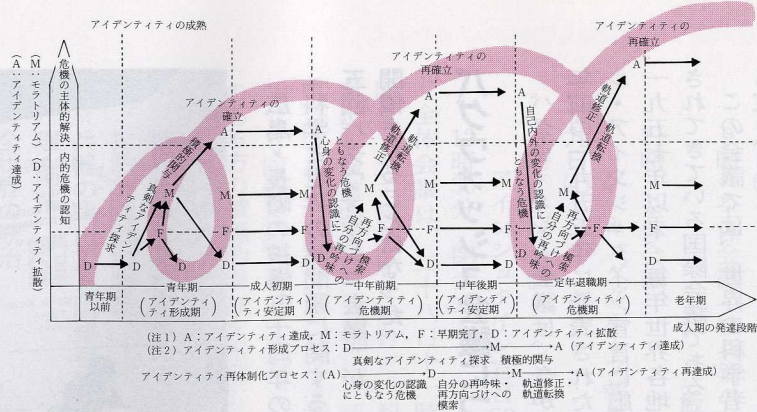 アイデンティティの成熟
アイデンティティの
確立
アイデンティティの
再確立
アイデンティティの
再確立
(A:アイデンティティ達成)
(M:モラトリアム)(D:アイデンティティ拡散)
危機の主体的解決
内的危機の認知
D
D
真剣なアイデン
ティティ探求
積極的関与
A
M
F
D
A
M
F
D
A
心身の変化の認識に
ともなう危機
D
自分の再吟味
再方向づけへの
模索
軌道修正
軌道転換
M
F
A
M
F
D
A
自己内外の変化の認識に
ともなう危機
D
自分の再吟味
再方向づけへの
模索
軌道修正
軌道転換
M
F
A
M
F
D
青年期
以前
青年期
(アイデンティ
ティ形成期)
成人初期
(アイデンティ
ティ安定期)
中年前期
(アイデンティティ
危機期)
中年後期
(アイデンティ
ティ安定期)
定年退職期
(アイデンティティ
危機期)
老年期
成人期の発達段階
(注1) A:アイデンティティ達成, M:モラトリアム, F:早期完了, D:アイデンティティ拡散
(注2) アイデンティティ形成プロセス:D M A (アイデンティティ達成)
真剣なアイデンティティ探求 積極的関与
アイデンティティ再体制化プロセス:(A) D M A (アイデンティティ再達成)
心身の変化の認識 自分の再吟味・ 軌道修正・
にともなう危機 再方向づけへの 軌道転換
模索